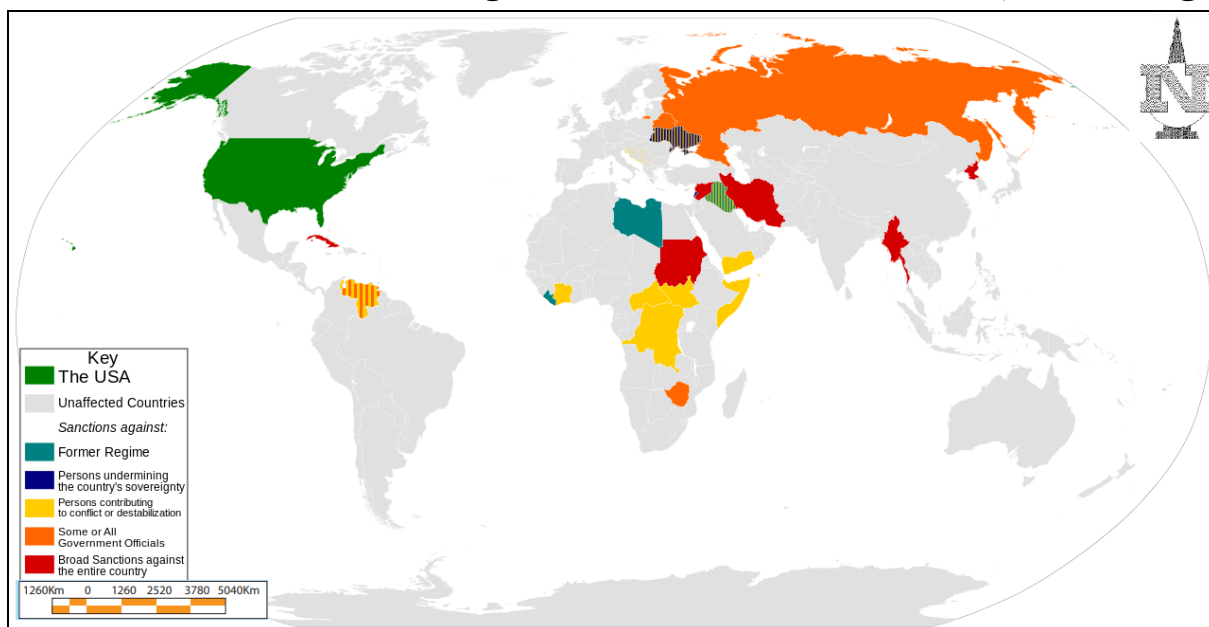 N
Key
The USA
Unaffected Countries
Sanctions against:
Former Regime
Persons undermining
the country's sovereignty
Persons contributing
to conflict or destabilization
Some or All
Government Officials
Broad Sanctions against
the entire country
1260Km 0 1260 2520 3780 5040Km